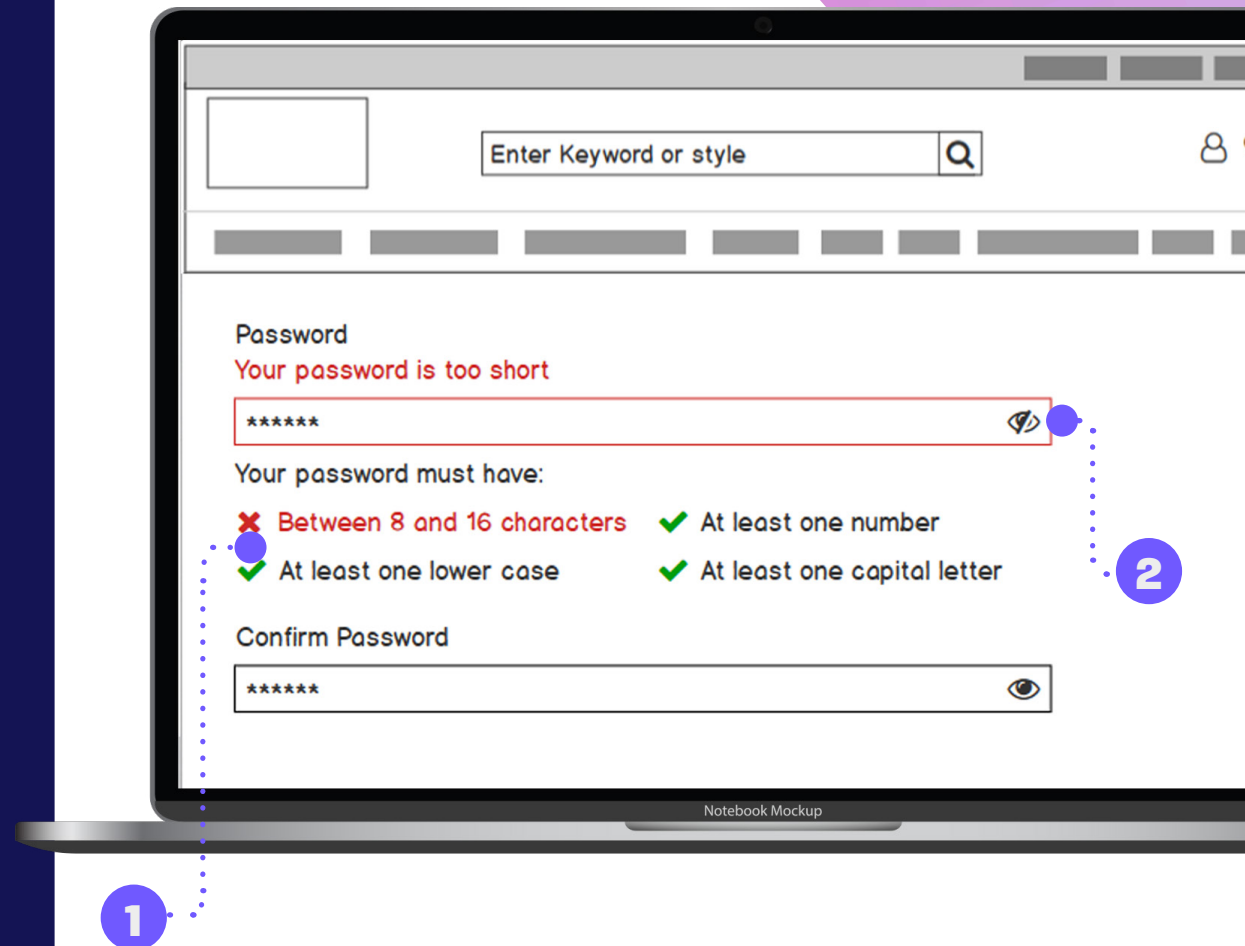 Enter Keyword or style
Password
Your password is too short
******
Your password must have:
Between 8 and 16 characters
At least one number
At least one lower case
At least one capital letter
2
Confirm Password
******
Notebook Mockup
1